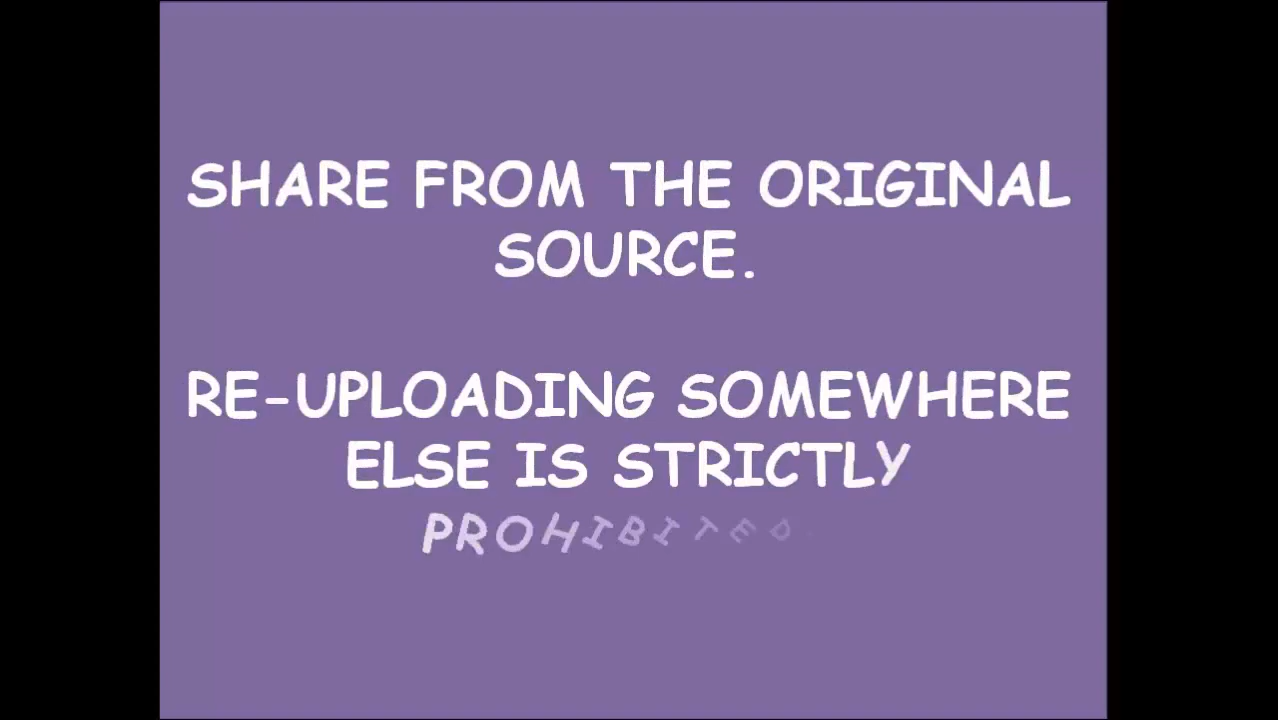 SHARE FROM THE ORIGINAL
SOURCE.
RE-UPLOADING SOMEWHERE
ELSE IS STRICTLY
PROHIBITED.